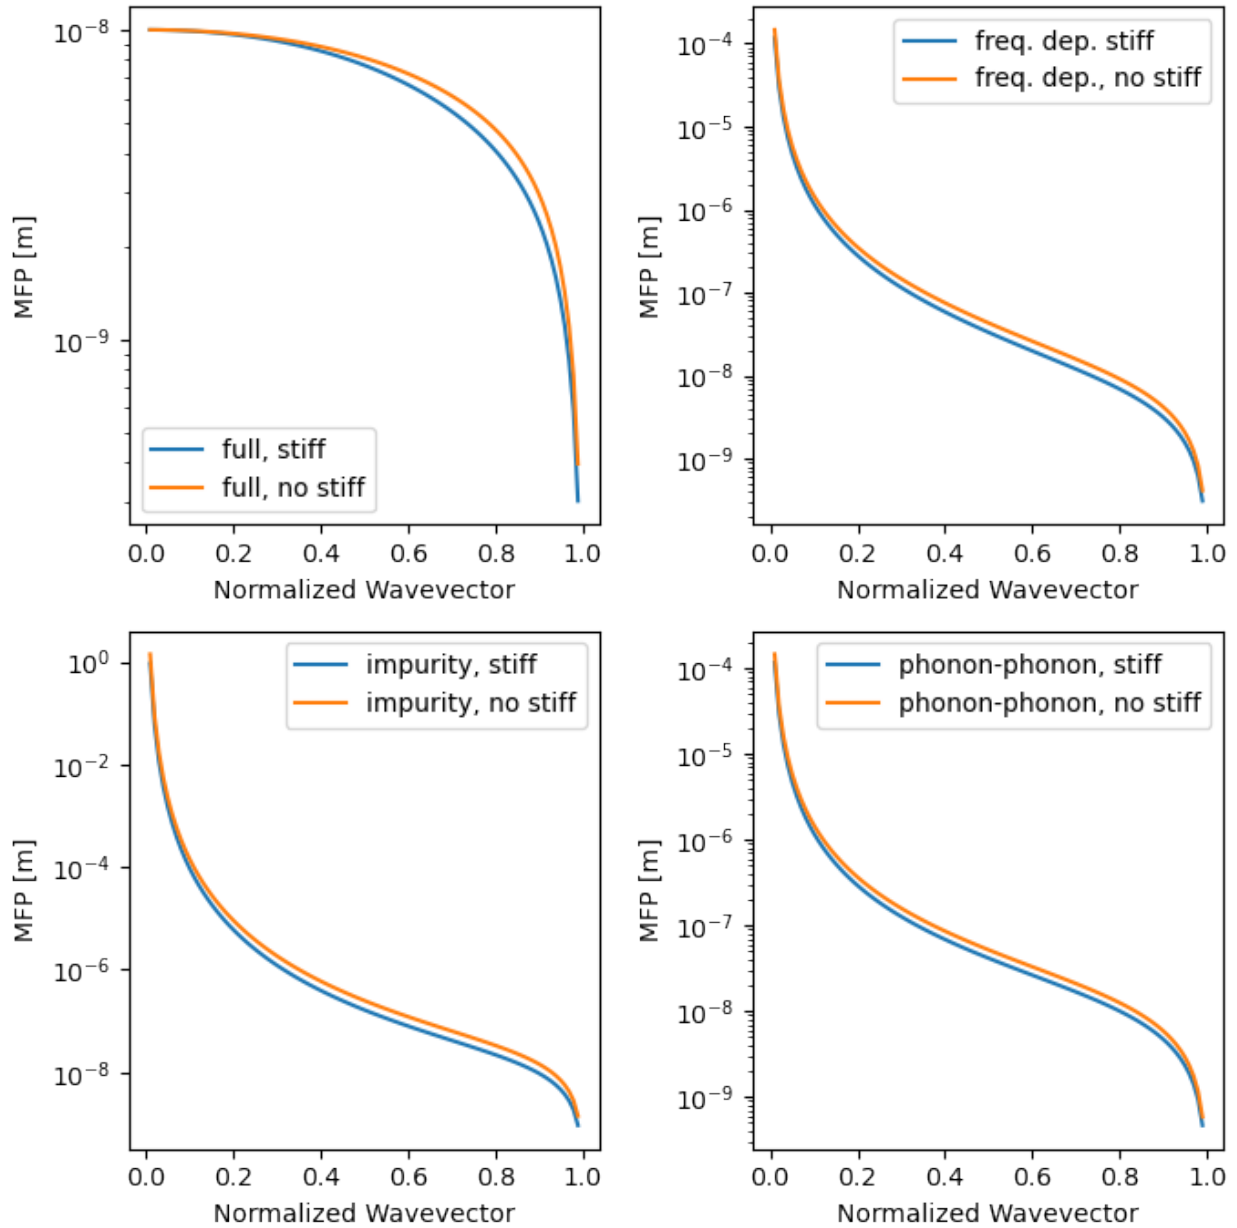 10⁻⁸
10⁻⁹
MFP [m]
full, stiff
full, no stiff
0.0 0.2 0.4 0.6 0.8 1.0
Normalized Wavevector
10⁻⁴
10⁻⁵
10⁻⁶
10⁻⁷
10⁻⁸
10⁻⁹
MFP [m]
freq. dep. stiff
freq. dep., no stiff
0.0 0.2 0.4 0.6 0.8 1.0
Normalized Wavevector
10⁰
10⁻²
10⁻⁴
10⁻⁶
10⁻⁸
MFP [m]
impurity, stiff
impurity, no stiff
0.0 0.2 0.4 0.6 0.8 1.0
Normalized Wavevector
10⁻⁴
10⁻⁵
10⁻⁶
10⁻⁷
10⁻⁸
10⁻⁹
MFP [m]
phonon-phonon, stiff
phonon-phonon, no stiff
0.0 0.2 0.4 0.6 0.8 1.0
Normalized Wavevector